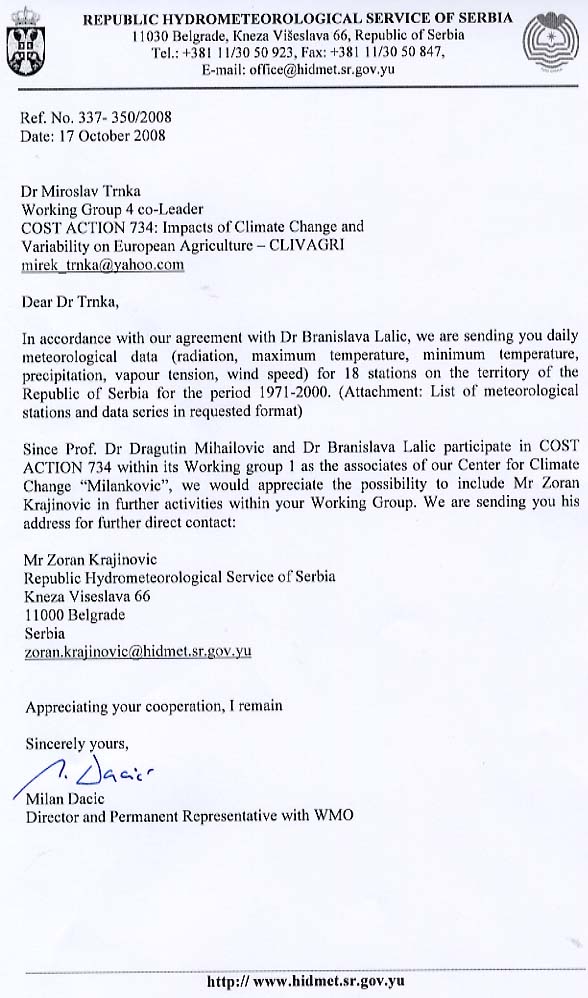 REPUBLIC HYDROMETEOROLOGICAL SERVICE OF SERBIA
11030 Belgrade, Kneza Višeslava 66, Republic of Serbia
Tel.: +381 11/30 50 923, Fax: +381 11/30 50 847,
E-mail: office@hidmet.sr.gov.yu
Ref. No. 337- 350/2008
Date: 17 October 2008
Dr Miroslav Trnka
Working Group 4 co-Leader
COST ACTION 734: Impacts of Climate Change and
Variability on European Agriculture – CLIVAGRI
mirek_trnka@yahoo.com
Dear Dr Trnka,
In accordance with our agreement with Dr Branislava Lalic, we are sending you daily
meteorological data (radiation, maximum temperature, minimum temperature,
precipitation, vapour tension, wind speed) for 18 stations on the territory of the
Republic of Serbia for the period 1971-2000. (Attachment: List of meteorological
stations and data series in requested format)
Since Prof. Dr Dragutin Mihailovic and Dr Branislava Lalic participate in COST
ACTION 734 within its Working group 1 as the associates of our Center for Climate
Change “Milankovic”, we would appreciate the possibility to include Mr Zoran
Krajinovic in further activities within your Working Group. We are sending you his
address for further direct contact:
Mr Zoran Krajinovic
Republic Hydrometeorological Service of Serbia
Kneza Viseslava 66
11000 Belgrade
Serbia
zoran.krajinovic@hidmet.sr.gov.yu
Appreciating your cooperation, I remain
Sincerely yours,
M. Dacic
Milan Dacic
Director and Permanent Representative with WMO
http:// www.hidmet.sr.gov.yu